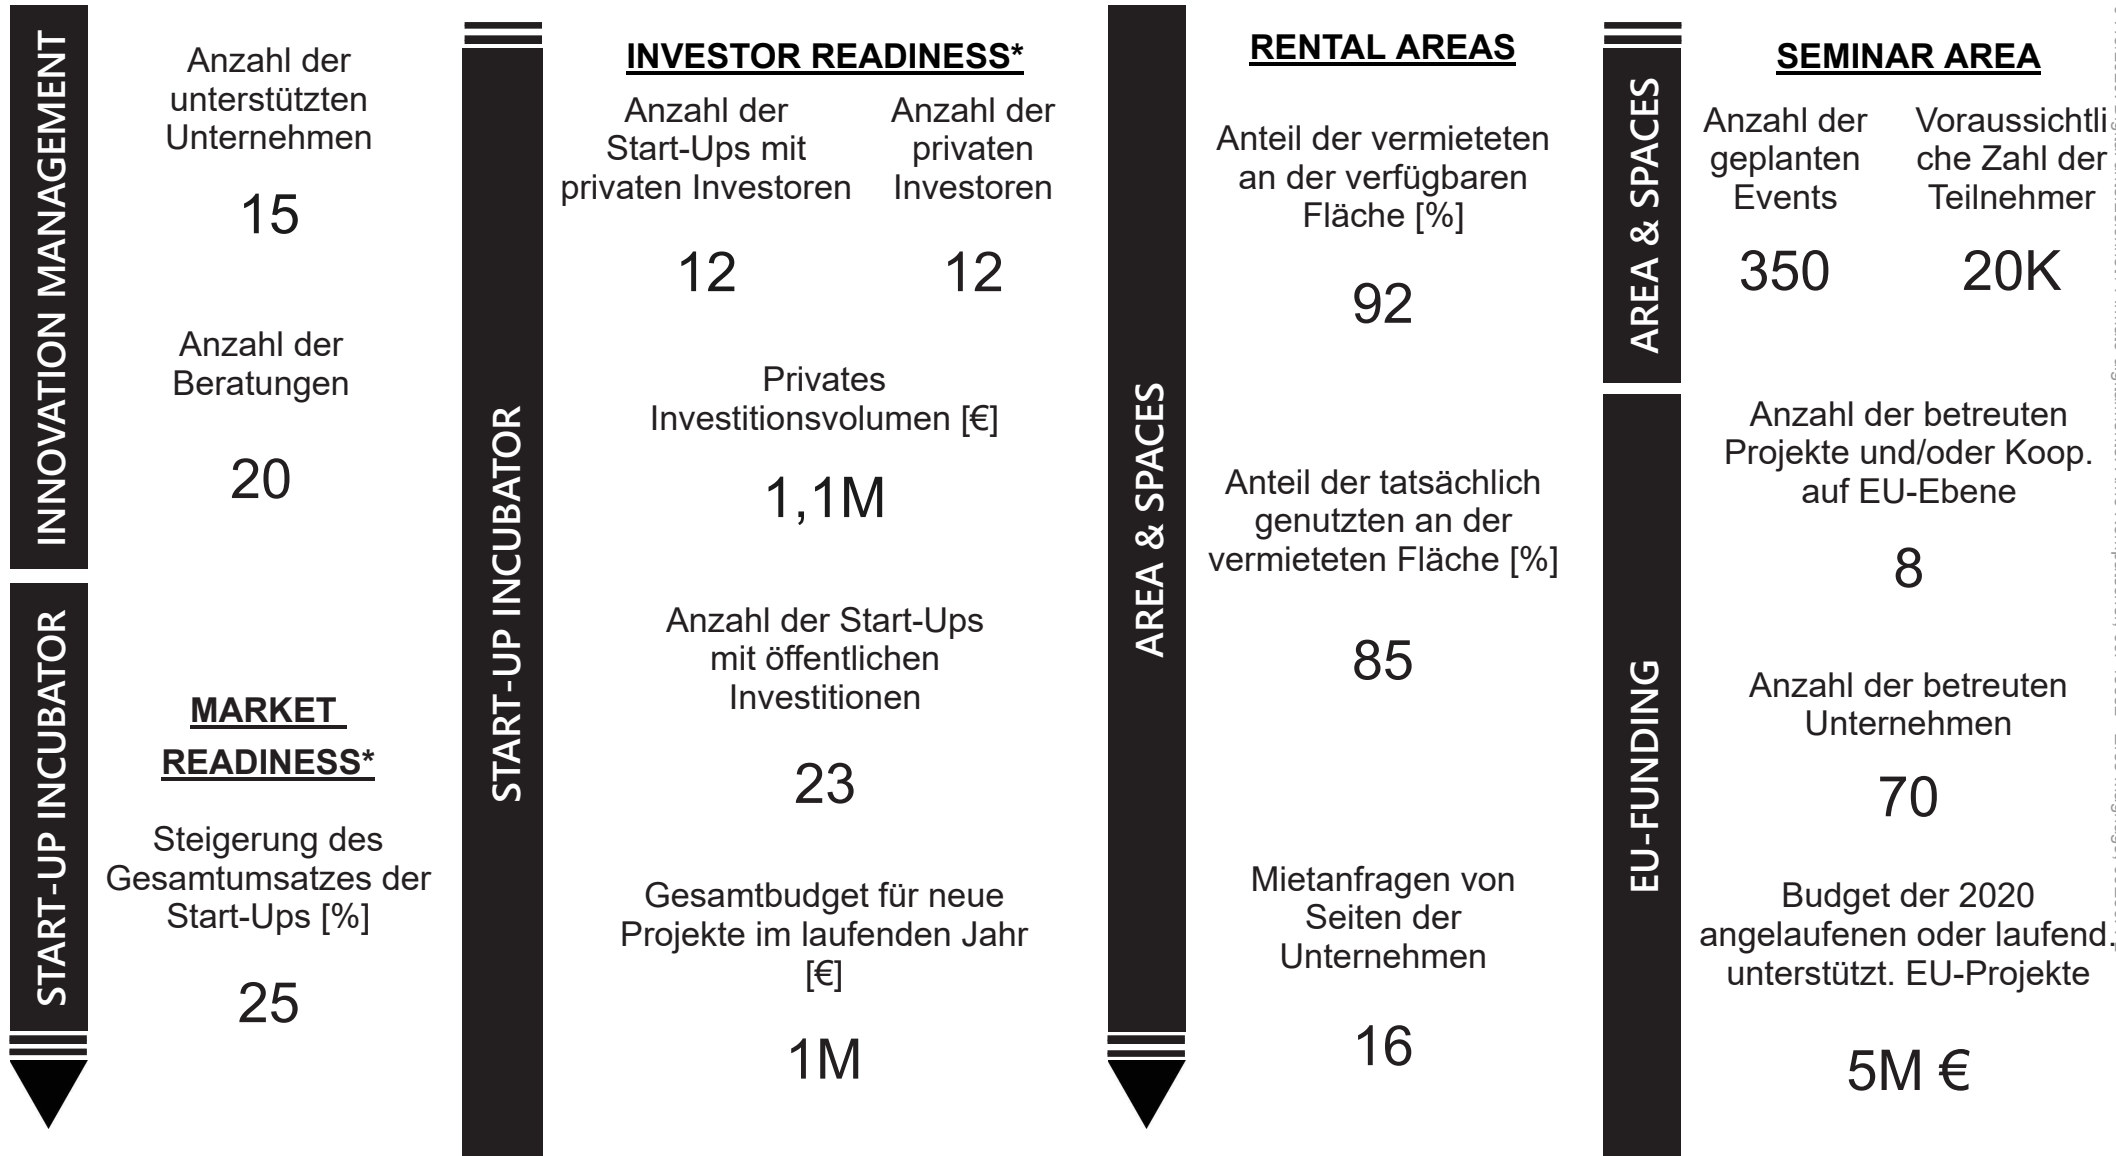 INNOVATION MANAGEMENT
Anzahl der
unterstützten
Unternehmen
15
Anzahl der
Beratungen
20
START-UP INCUBATOR
MARKET
READINESS*
Steigerung des
Gesamtumsatzes der
Start-Ups [%]
25
START-UP INCUBATOR
INVESTOR READINESS*
Anzahl der
Start-Ups mit
privaten Investoren
12
Anzahl der
privaten
Investoren
12
Privates
Investitionsvolumen [€]
1,1M
Anzahl der Start-Ups
mit öffentlichen
Investitionen
23
Gesamtbudget für neue
Projekte im laufenden Jahr
[€]
1M
AREA & SPACES
RENTAL AREAS
Anteil der vermieteten
an der verfügbaren
Fläche [%]
92
Anteil der tatsächlich
genutzten an der
vermieteten Fläche [%]
85
Mietanfragen von
Seiten der
Unternehmen
16
AREA & SPACES
SEMINAR AREA
Anzahl der
geplanten
Events
350
Voraussichtli
che Zahl der
Teilnehmer
20K
EU-FUNDING
Anzahl der betreuten
Projekte und/oder Koop.
auf EU-Ebene
8
Anzahl der betreuten
Unternehmen
70
Budget der 2020
angelaufenen oder laufend.
unterstützt. EU-Projekte
5M €